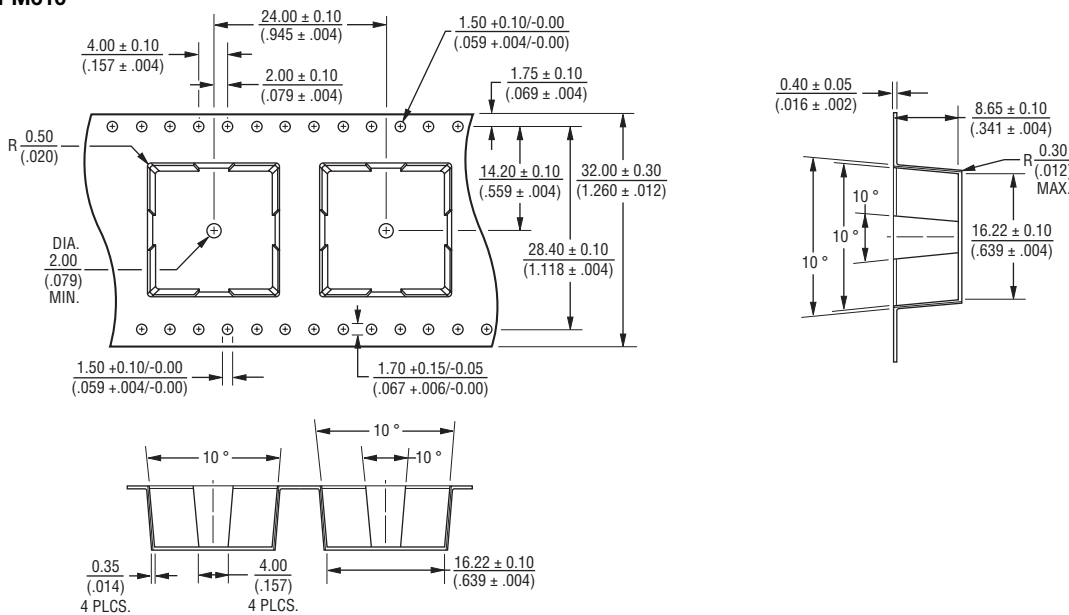 24.00 ± 0.10
(.945 ± .004)
1.50 +0.10/-0.00
(.059 +.004/-0.00)
4.00 ± 0.10
(.157 ± .004)
2.00 ± 0.10
(.079 ± .004)
1.75 ± 0.10
(.069 ± .004)
R 0.50
(.020)
14.20 ± 0.10
(.559 ± .004)
32.00 ± 0.30
(1.260 ± .012)
28.40 ± 0.10
(1.118 ± .004)
DIA.
2.00
(.079)
MIN.
1.50 +0.10/-0.00
(.059 +.004/-0.00)
1.70 +0.15/-0.05
(.067 +.006/-0.00)
0.40 ± 0.05
(.016 ± .002)
8.65 ± 0.10
(.341 ± .004)
R 0.30
(.012)
MAX.
10 °
10 °
10 °
16.22 ± 0.10
(.639 ± .004)
10 °
10 °
10 °
0.35
(.014)
4 PLCS.
4.00
(.157)
4 PLCS.
16.22 ± 0.10
(.639 ± .004)